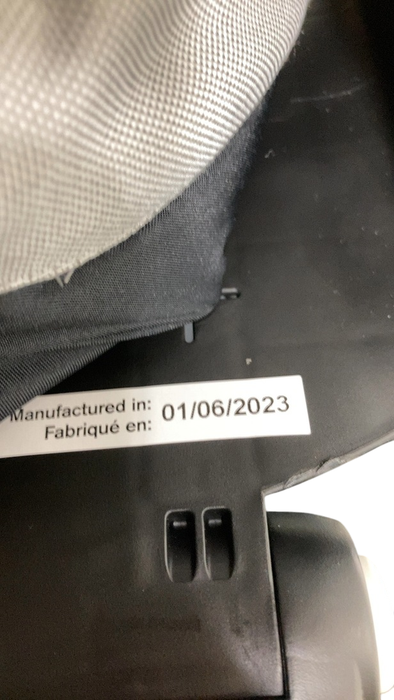 Manufactured in: 01/06/2023
Fabriqué en: